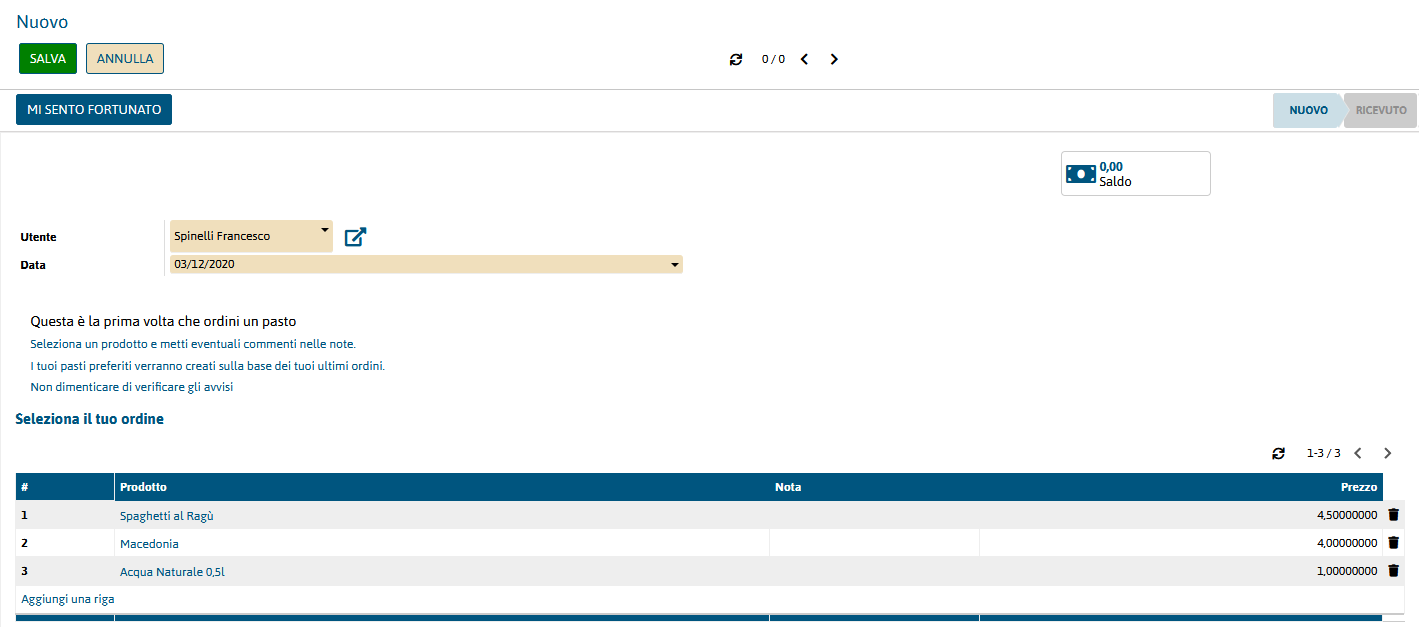 Nuovo
SALVA ANNULLA 0 / 0
MI SENTO FORTUNATO NUOVO RICEVUTO
0,00
Saldo
Utente Spinelli Francesco
Data 03/12/2020
Questa è la prima volta che ordini un pasto
Seleziona un prodotto e metti eventuali commenti nelle note.
I tuoi pasti preferiti verranno creati sulla base dei tuoi ultimi ordini.
Non dimenticare di verificare gli avvisi
Seleziona il tuo ordine
1-3 / 3
# Prodotto Nota Prezzo
1 Spaghetti al Ragù 4,50000000
2 Macedonia 4,00000000
3 Acqua Naturale 0,5l 1,00000000
Aggiungi una riga